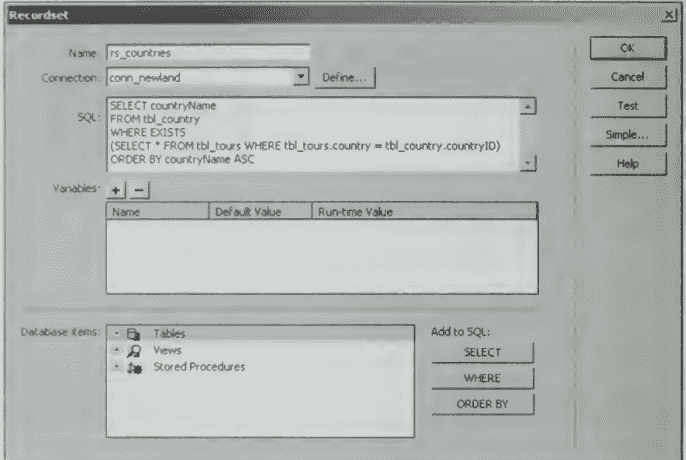 Recordset
Name: rs_countries
OK
Connection: conn_newland
Define...
Cancel
SQL:
SELECT countryName
FROM tbl_country
WHERE EXISTS
(SELECT * FROM tbl_tours WHERE tbl_tours.country = tbl_country.countryID)
ORDER BY countryName ASC
Test
Simple...
Help
Variables:
Name Default Value Run-time Value
Database items:
Tables
Views
Stored Procedures
Add to SQL:
SELECT
WHERE
ORDER BY